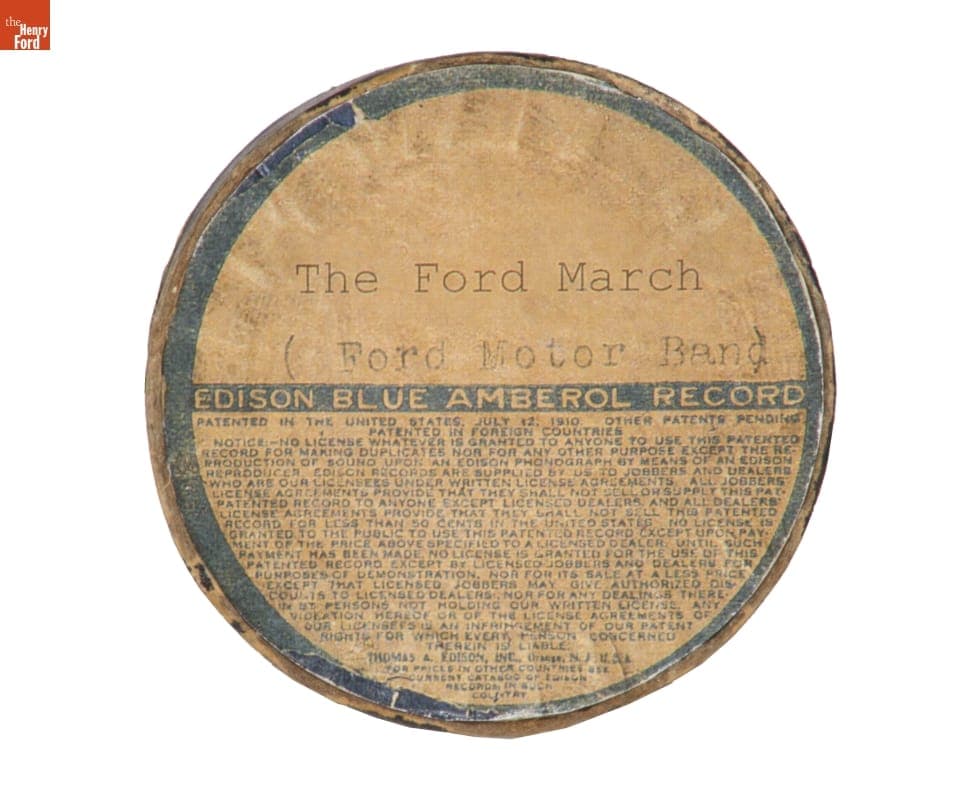 the
Henry
Ford
The Ford March
( Ford Motor Band )
EDISON BLUE AMBEROL RECORD
PATENTED IN THE UNITED STATES, JULY 12, 1910. OTHER PATENTS PENDING
PATENTED IN FOREIGN COUNTRIES
NOTICE:-NO LICENSE WHATEVER IS GRANTED TO ANYONE TO USE THIS PATENTED
RECORD FOR MAKING DUPLICATES NOR FOR ANY OTHER PURPOSE EXCEPT THE RE-
PRODUCTION OF SOUND UPON AN EDISON PHONOGRAPH BY MEANS OF AN EDISON
REPRODUCER. EDISON RECORDS ARE SUPPLIED BY US TO JOBBERS AND DEALERS
WHO ARE OUR LICENSEES UNDER WRITTEN LICENSE AGREEMENTS. ALL JOBBERS'
LICENSE AGREEMENTS PROVIDE THAT THEY SHALL NOT SELL OR SUPPLY THIS PAT-
PATENTED RECORD TO ANYONE EXCEPT LICENSED DEALERS, AND ALL DEALERS'
LICENSE AGREEMENTS PROVIDE THAT THEY SHALL NOT SELL THIS PATENTED
RECORD FOR LESS THAN 50 CENTS IN THE UNITED STATES. NO LICENSE IS
GRANTED TO THE PUBLIC TO USE THIS PATENTED RECORD EXCEPT UPON PAY-
MENT OF THE PRICE ABOVE SPECIFIED TO A LICENSED DEALER. UNTIL SUCH
PAYMENT HAS BEEN MADE, NO LICENSE IS GRANTED FOR THE USE OF THIS
PATENTED RECORD EXCEPT BY LICENSED JOBBERS AND DEALERS FOR
PURPOSES OF DEMONSTRATION, NOR FOR ITS SALE AT A LESS PRICE
EXCEPT THAT LICENSED JOBBERS MAY GIVE AUTHORIZED DIS-
COUNTS TO LICENSED DEALERS; NOR FOR ANY DEALINGS THERE-
IN BY PERSONS NOT HOLDING OUR WRITTEN LICENSE. ANY
VIOLATION HEREOF OR OF THE LICENSE AGREEMENTS OF
OUR LICENSEES IS AN INFRINGEMENT OF OUR PATENT
RIGHTS FOR WHICH EVERY PERSON CONCERNED
THEREIN IS LIABLE.
THOMAS A. EDISON, INC., Orange, N. J. U. S. A.
FOR PRICES IN OTHER COUNTRIES SEE
CURRENT CATALOG OF EDISON
RECORDS IN SUCH
COUNTRY